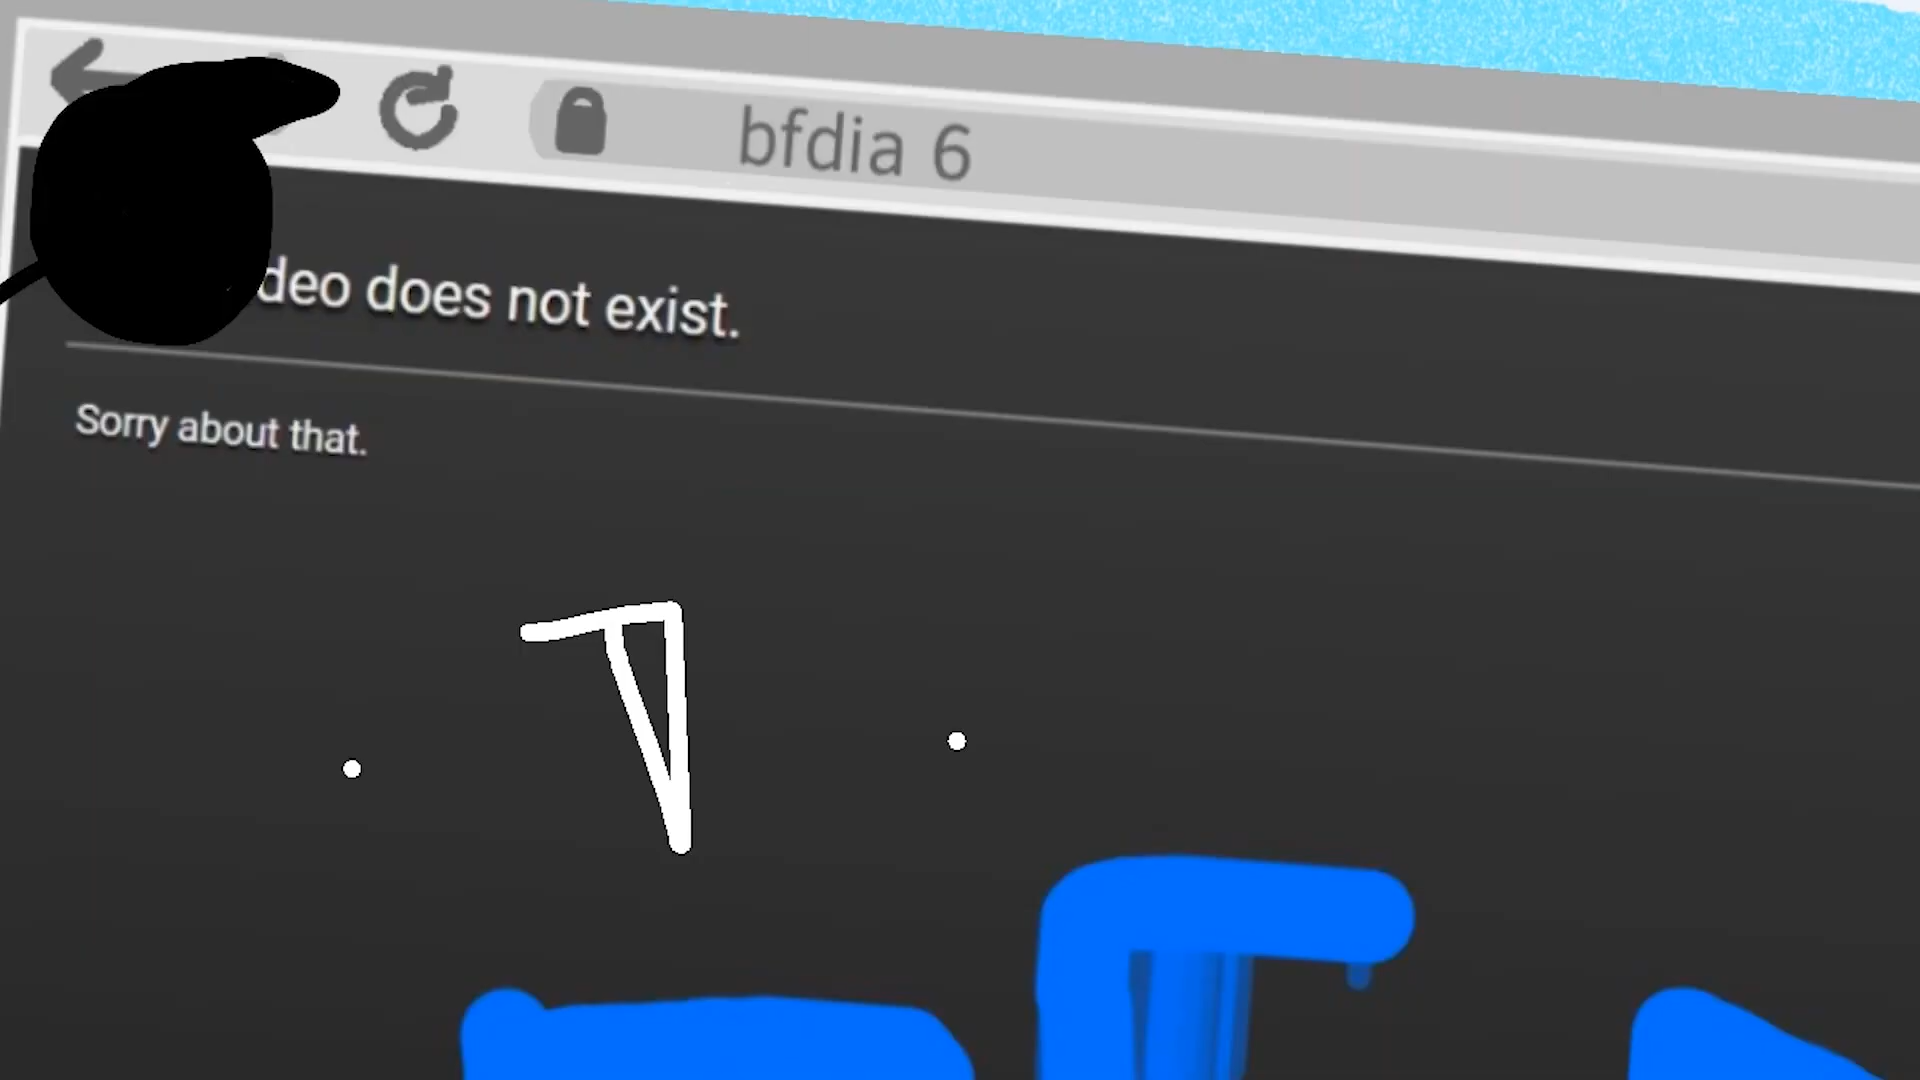 bfdia 6
deo does not exist.
Sorry about that.